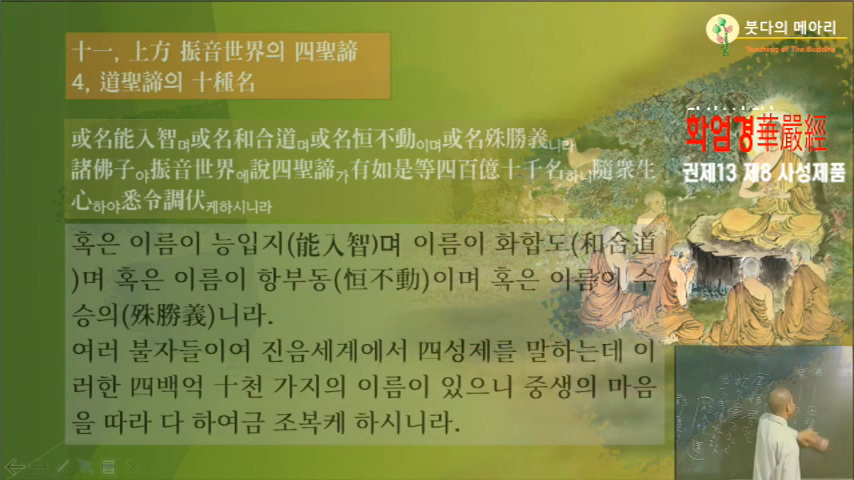 十一, 上方 振音世界의 四聖諦
4, 道聖諦의 十種名
붓다의 메아리
Teaching of The Buddha
화엄경華嚴經
권제13 제8 사성제품
或名能入智며或名和合道며或名恒不動이며或名殊勝義니라
諸佛子야振音世界에說四聖諦가有如是等四百億十千名하니隨衆生
心하야悉令調伏케하시니라
혹은 이름이 능입지(能入智)며 이름이 화합도(和合道
)며 혹은 이름이 항부동(恒不動)이며 혹은 이름이 수
승의(殊勝義)니라.
여러 불자들이여 진음세계에서 四성제를 말하는데 이
러한 四백억 十천 가지의 이름이 있으니 중생의 마음
을 따라 다 하여금 조복케 하시니라.